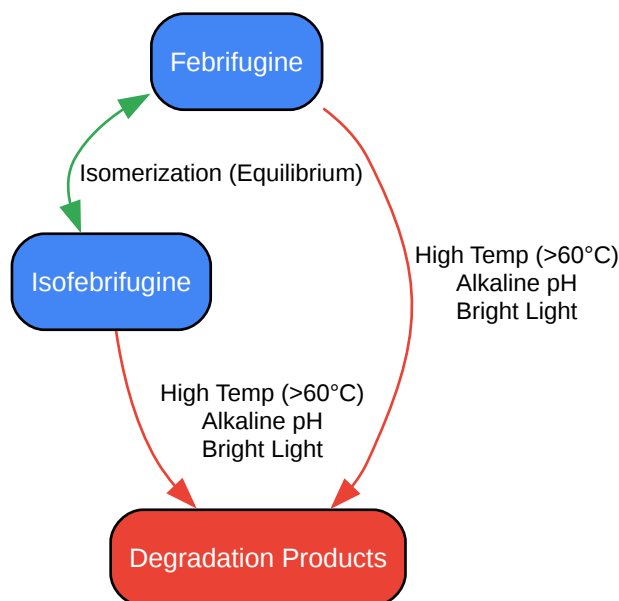 Febrifugine
Isomerization (Equilibrium)
Isofebrifugine
High Temp (>60°C)
Alkaline pH
Bright Light
High Temp (>60°C)
Alkaline pH
Bright Light
Degradation Products